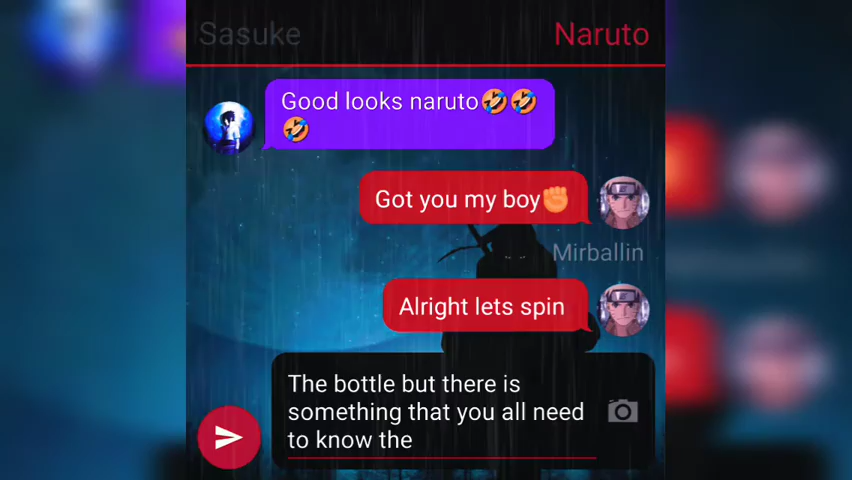 Sasuke
Naruto
Good looks naruto🤣🤣
🤣
Got you my boy✊
Mirballin
Alright lets spin
The bottle but there is
something that you all need
to know the